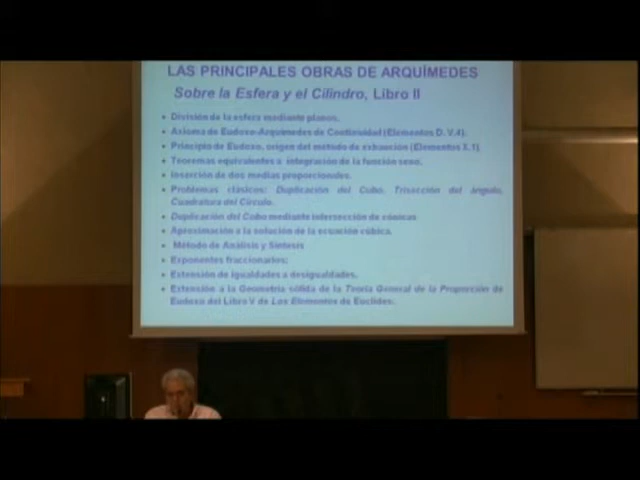 LAS PRINCIPALES OBRAS DE ARQUÍMEDES
Sobre la Esfera y el Cilindro, Libro II
• División de la esfera mediante planos.
• Axioma de Eudoxo-Arquímedes de Continuidad (Elementos D.V.4).
• Principio de Eudoxo, origen del método de exhaución (Elementos X.1)
• Teoremas equivalentes a integración de la función seno.
• Inserción de dos medias proporcionales.
• Problemas clásicos: Duplicación del Cubo, Trisección del ángulo,
Cuadratura del Círculo.
• Duplicación del Cubo mediante intersección de cónicas
• Aproximación a la solución de la ecuación cúbica.
• Método de Análisis y Síntesis
• Exponentes fraccionarios;
• Extensión de igualdades a desigualdades.
• Extensión a la Geometría sólida de la Teoría General de la Proporción de
Eudoxo del Libro V de Los Elementos de Euclides.